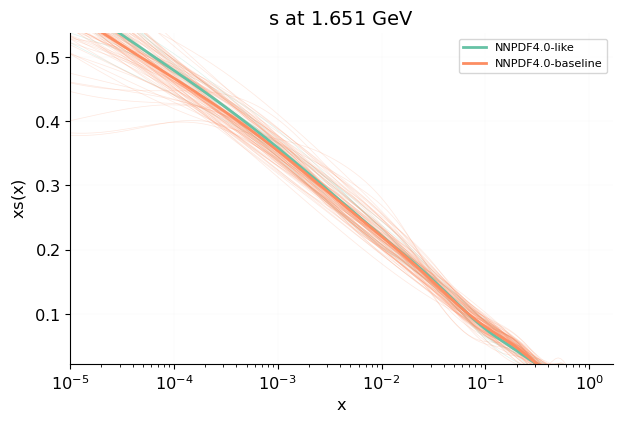 s at 1.651 GeV
NNPDF4.0-like
NNPDF4.0-baseline
xs(x)
0.5
0.4
0.3
0.2
0.1
10⁻⁵
10⁻⁴
10⁻³
10⁻²
10⁻¹
10⁰
x